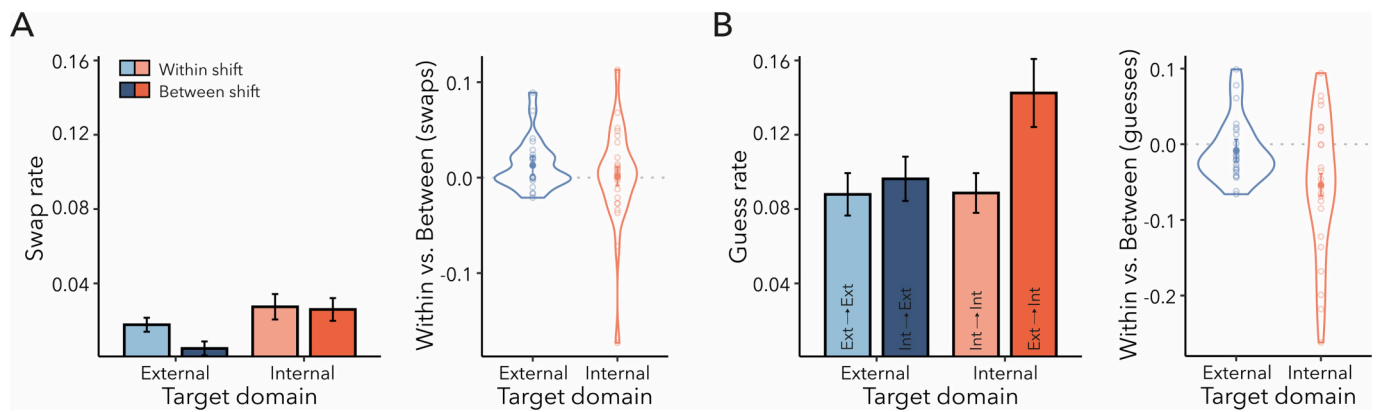 A
B
Swap rate
0.16
0.12
0.08
0.04
Within shift
Between shift
External
Internal
Target domain
Within vs. Between (swaps)
0.1
0.0
-0.1
External
Internal
Target domain
Guess rate
0.16
0.12
0.08
0.04
Ext→Ext
Int→Ext
Int→Int
Ext→Int
External
Internal
Target domain
Within vs. Between (guesses)
0.1
0.0
-0.1
-0.2
External
Internal
Target domain